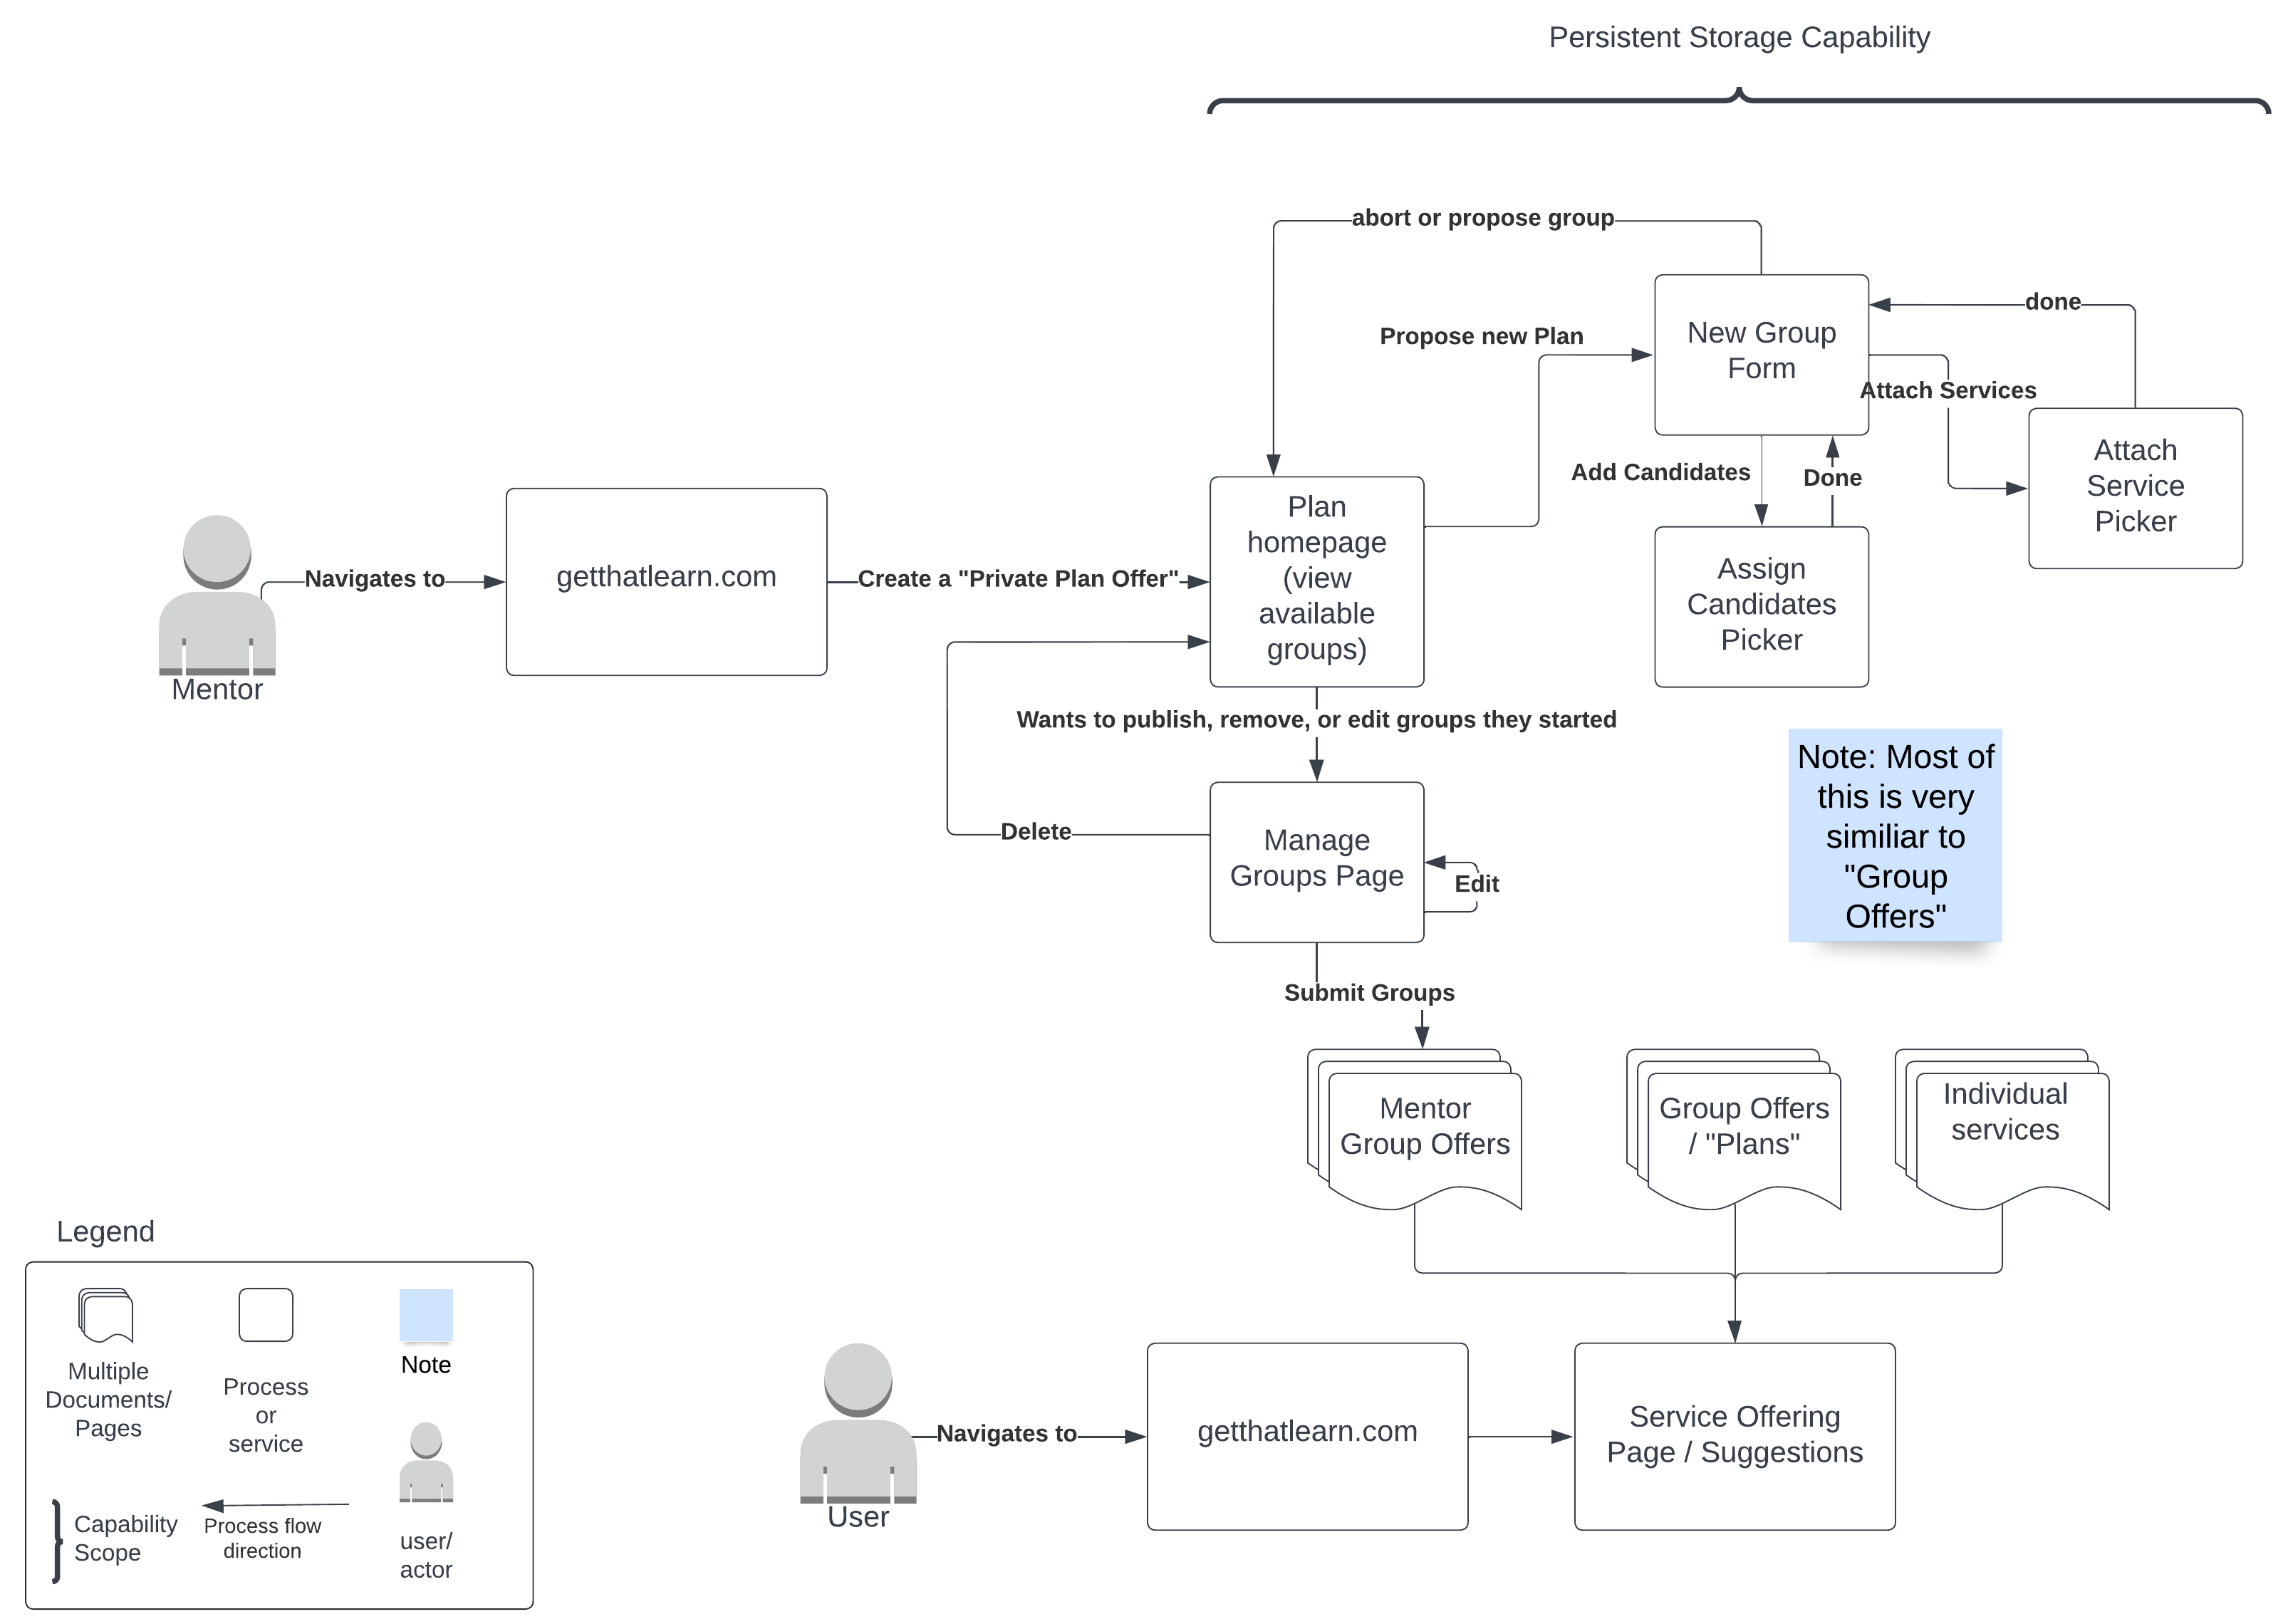 Persistent Storage Capability
abort or propose group
Propose new Plan
New Group
Form
done
Attach Services
Add Candidates
Done
Attach
Service
Picker
Assign
Candidates
Picker
Navigates to
Mentor
getthatlearn.com
Create a "Private Plan Offer"
Plan
homepage
(view
available
groups)
Wants to publish, remove, or edit groups they started
Delete
Manage
Groups Page
Edit
Note: Most of
this is very
similiar to
"Group
Offers"
Submit Groups
Mentor
Group Offers
Group Offers
/ "Plans"
Individual
services
Legend
Multiple
Documents/
Pages
Process
or
service
Note
Capability
Scope
Process flow
direction
user/
actor
User
Navigates to
getthatlearn.com
Service Offering
Page / Suggestions